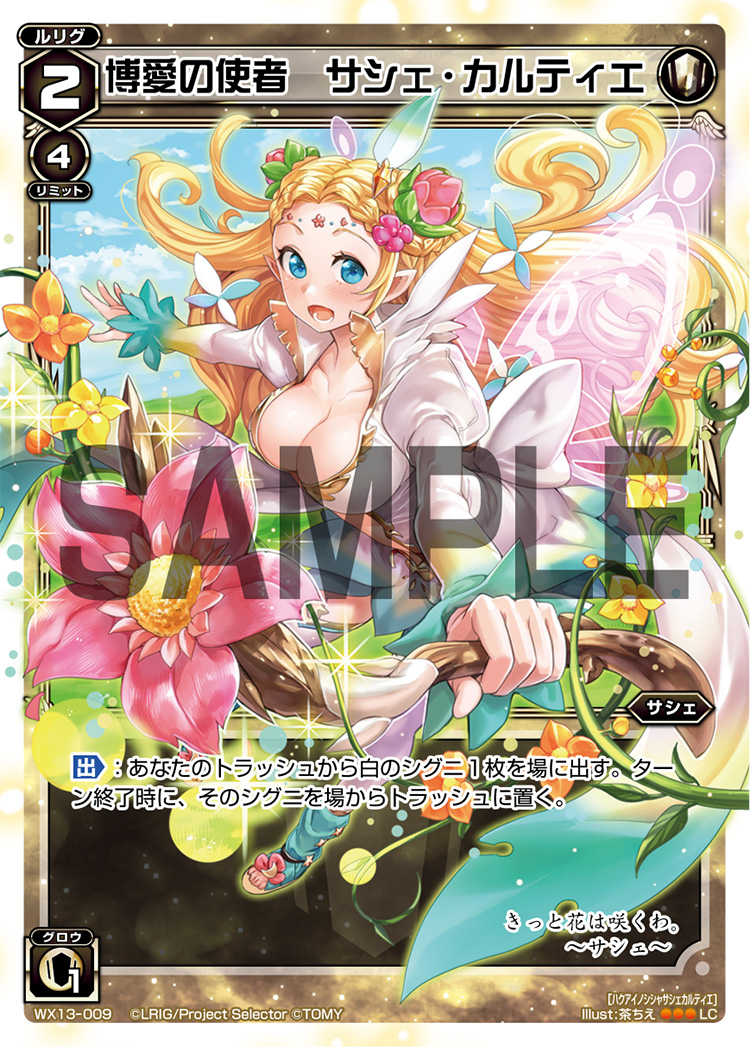 ルリグ
2 博愛の使者 サシェ・カルティエ
4
リミット
SAMPLE
サシェ
出:あなたのトラッシュから白のシグニ1枚を場に出す。ター
ン終了時に、そのシグニを場からトラッシュに置く。
きっと花は咲くわ。
～サシェ～
グロウ
G
[ハクアイノシシャサシェカルティエ]
WX13-009 ©LRIG/Project Selector ©TOMY Illust:茶ちえ LC